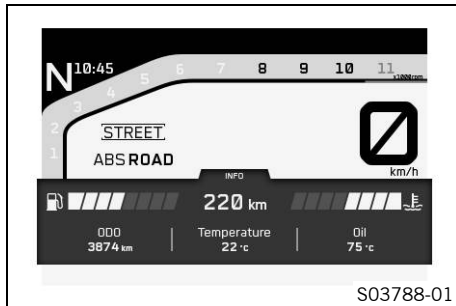 N 10:45
1 2 3 4 5 6 7 8 9 10 11
x1000rpm
STREET
ABS ROAD
0
km/h
INFO
220 km
ODO Temperature Oil
3874 km 22 °C 75 °C
S03788-01